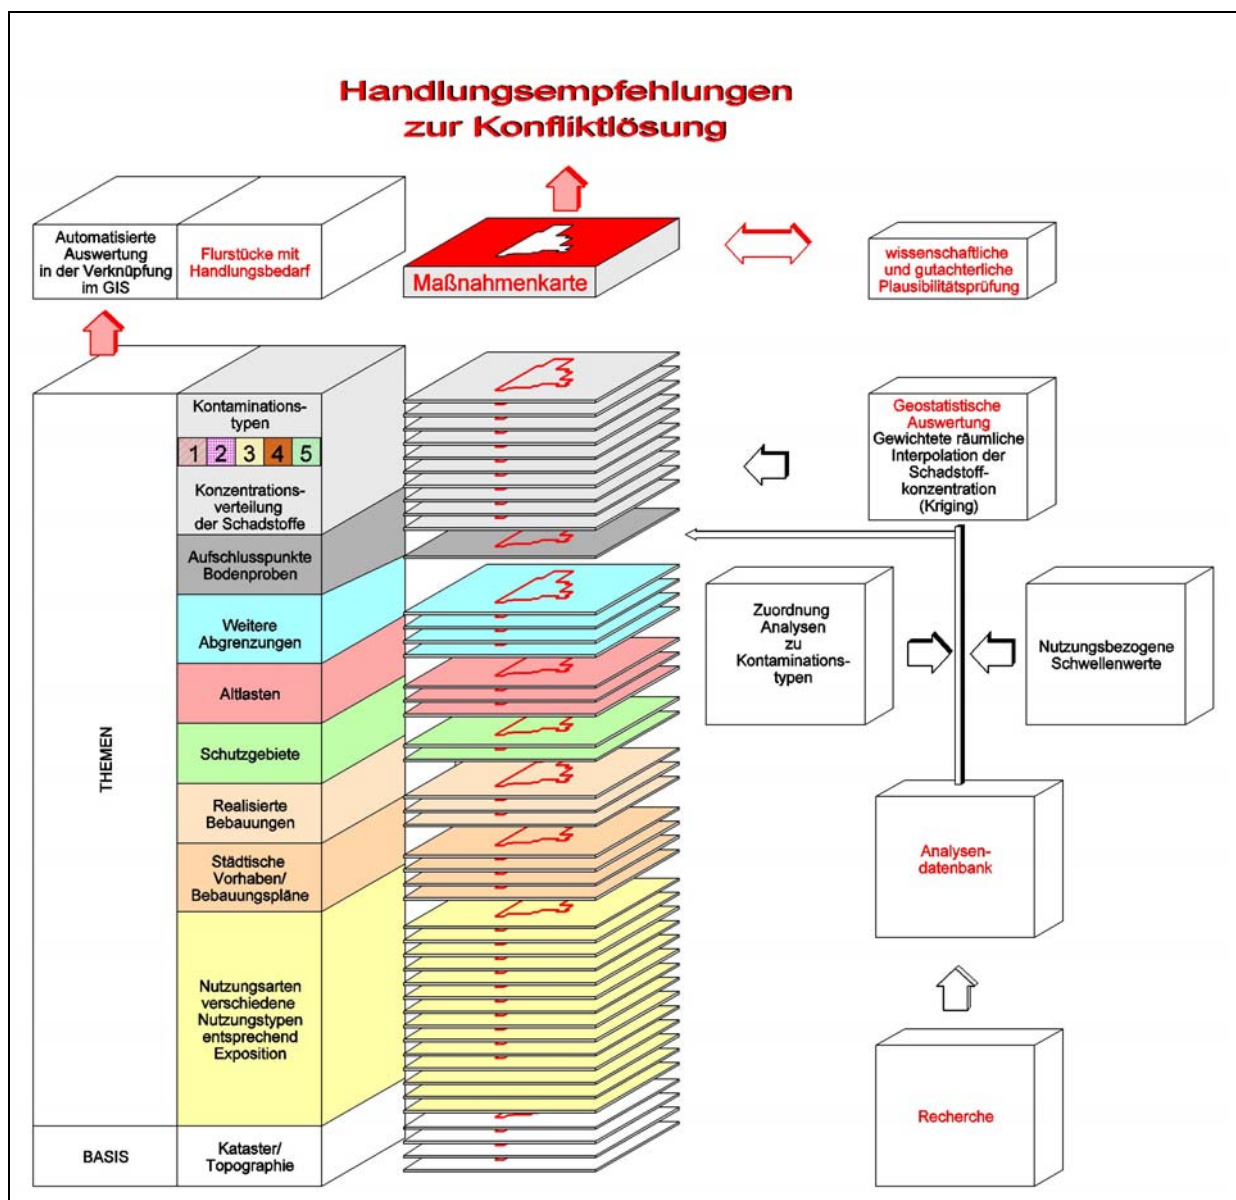 Handlungsempfehlungen
zur Konfliktlösung
Automatisierte
Auswertung
in der Verknüpfung
im GIS
Flurstücke mit
Handlungsbedarf
Maßnahmenkarte
wissenschaftliche
und gutachterliche
Plausibilitätsprüfung
THEMEN
Kontaminations-
typen
1 2 3 4 5
Konzentrations-
verteilung
der Schadstoffe
Aufschlusspunkte
Bodenproben
Weitere
Abgrenzungen
Altlasten
Schutzgebiete
Realisierte
Bebauungen
Städtische
Vorhaben/
Bebauungspläne
Nutzungsarten
verschiedene
Nutzungstypen
entsprechend
Exposition
BASIS
Kataster/
Topographie
Geostatistische
Auswertung
Gewichtete räumliche
Interpolation der
Schadstoff-
konzentration
(Kriging)
Zuordnung
Analysen
zu
Kontaminations-
typen
Nutzungsbezogene
Schwellenwerte
Analysen-
datenbank
Recherche